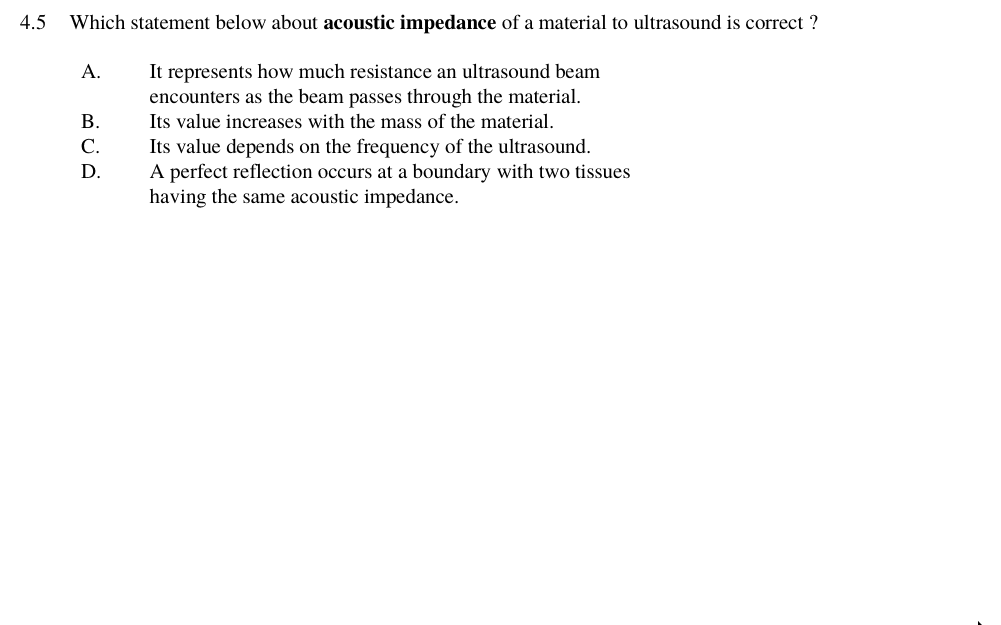 4.5 Which statement below about acoustic impedance of a material to ultrasound is correct ?
A. It represents how much resistance an ultrasound beam
encounters as the beam passes through the material.
B. Its value increases with the mass of the material.
C. Its value depends on the frequency of the ultrasound.
D. A perfect reflection occurs at a boundary with two tissues
having the same acoustic impedance.